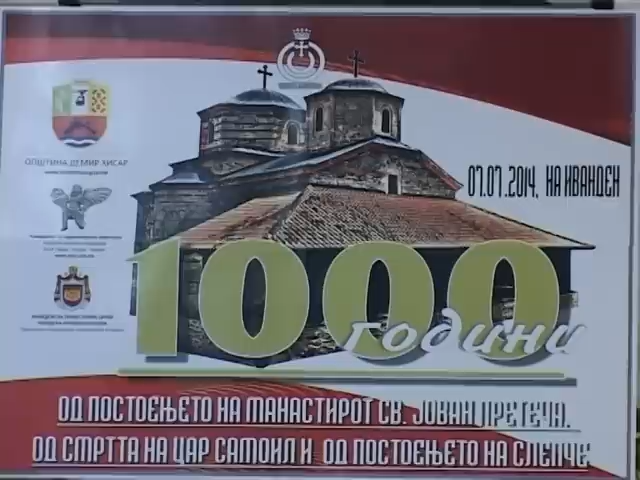 ОПШТИНА ДЕМИР ХИСАР
07.07.2014, НА ИВАНДЕН
1000
години
ОД ПОСТОЕЊЕТО НА МАНАСТИРОТ СВ. ЈОВАН ПРЕТЕЧА,
ОД СМРТТА НА ЦАР САМОИЛ И ОД ПОСТОЕЊЕТО НА СЛЕПЧЕ